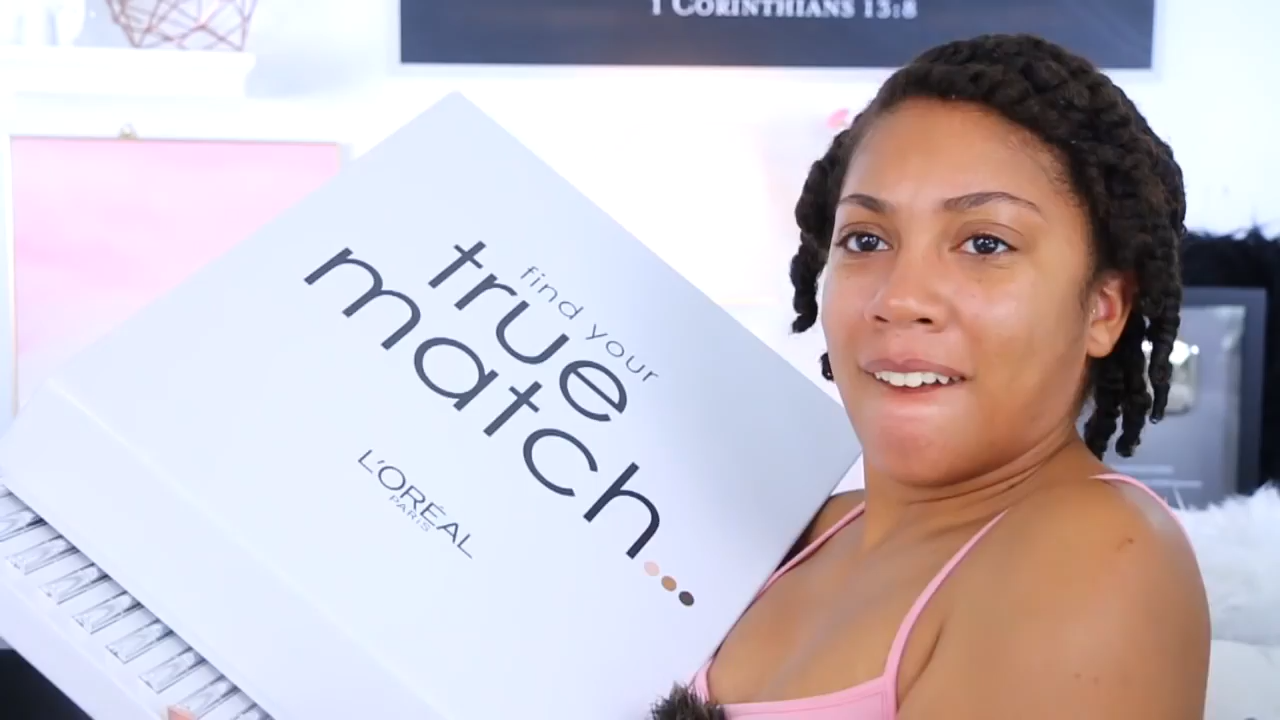 1 CORINTHIANS 13:8
find your
true
match...
L'ORÉAL
PARIS